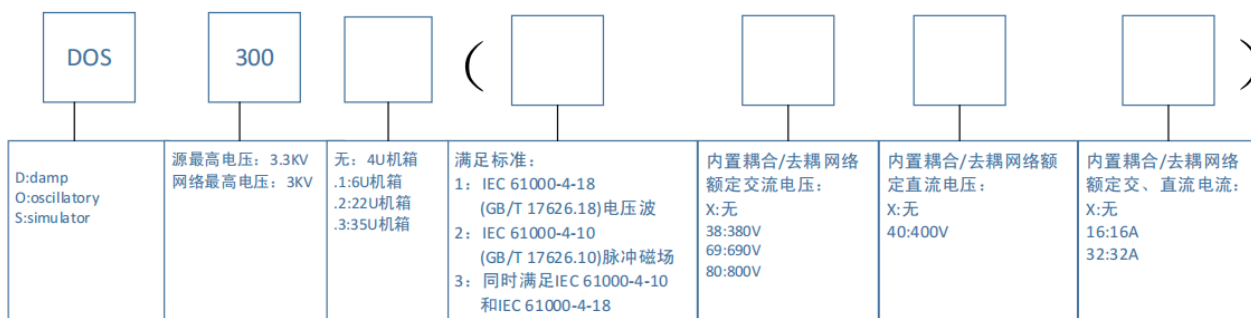 DOS
300
(
)
D:damp
O:oscillatory
S:simulator
源最高电压：3.3KV
网络最高电压：3KV
无：4U机箱
.1:6U机箱
.2:22U机箱
.3:35U机箱
满足标准：
1：IEC 61000-4-18
(GB/T 17626.18)电压波
2：IEC 61000-4-10
(GB/T 17626.10)脉冲磁场
3：同时满足IEC 61000-4-10
和IEC 61000-4-18
内置耦合/去耦网络
额定交流电压：
X:无
38:380V
69:690V
80:800V
内置耦合/去耦网络额
定直流电压：
X:无
40:400V
内置耦合/去耦网络
额定交、直流电流：
X:无
16:16A
32:32A